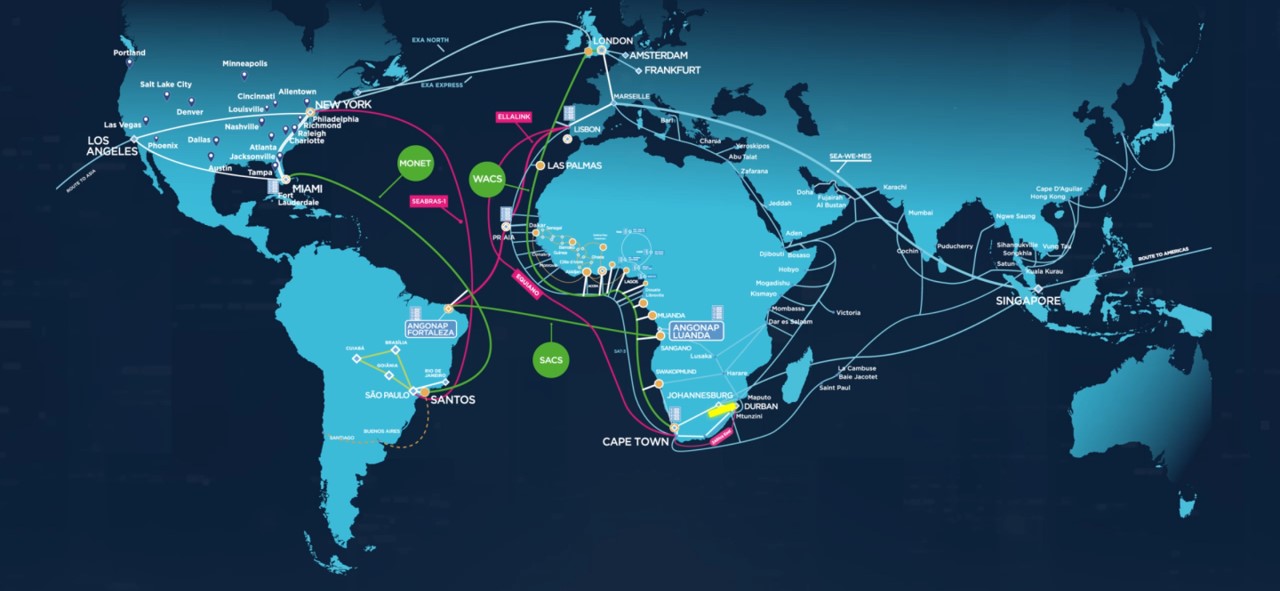 EXA NORTH
LONDON
AMSTERDAM
FRANKFURT
Portland
Minneapolis
EXA EXPRESS
Salt Lake City
Allentown
MARSEILLE
Cincinnati
NEW YORK
Denver
Louisville
Philadelphia
ELLALINK
Bari
Las Vegas
Nashville
Richmond
Raleigh
LISBON
LOS
ANGELES
Phoenix
Dallas
Charlotte
Chania
Yeroskipos
Atlanta
Abu Talat
SEA-WE-MES
Jacksonville
MONET
LAS PALMAS
Austin
Tampa
Zafarana
ROUTE TO ASIA
WACS
MIAMI
Fort
Lauderdale
Doha
Fujairah
Al Bustao
Karachi
Cape D'Aguilar
Hong Kong
SEABRAS-1
Jeddah
Mumbai
Ngwe Saung
PRAIA
Dakar
Aden
Cochin
Puducherry
Sihanoukville
Songkhla
Vung Tau
Djibouti
Bosaso
Satun
ROUTE TO AMERICAS
Hobyo
Kuala Kurau
EQUIANO
LAGOS
Mogadishu
Kismayo
SINGAPORE
Mombassa
Victoria
MUANDA
Dar es Salaam
ANGONAP
FORTALEZA
ANGONAP
LUANDA
BRASÍLIA
CUIABÁ
SANGANO
SAT-3
Lusaka
SACS
GOIÂNIA
RIO DE
JANEIRO
Harare
La Cambuse
Baie Jacotet
Saint Paul
SÃO PAULO
SANTOS
JOHANNESBURG
Maputo
DURBAN
Mtunzini
BUENOS AIRES
SANTIAGO
CAPE TOWN